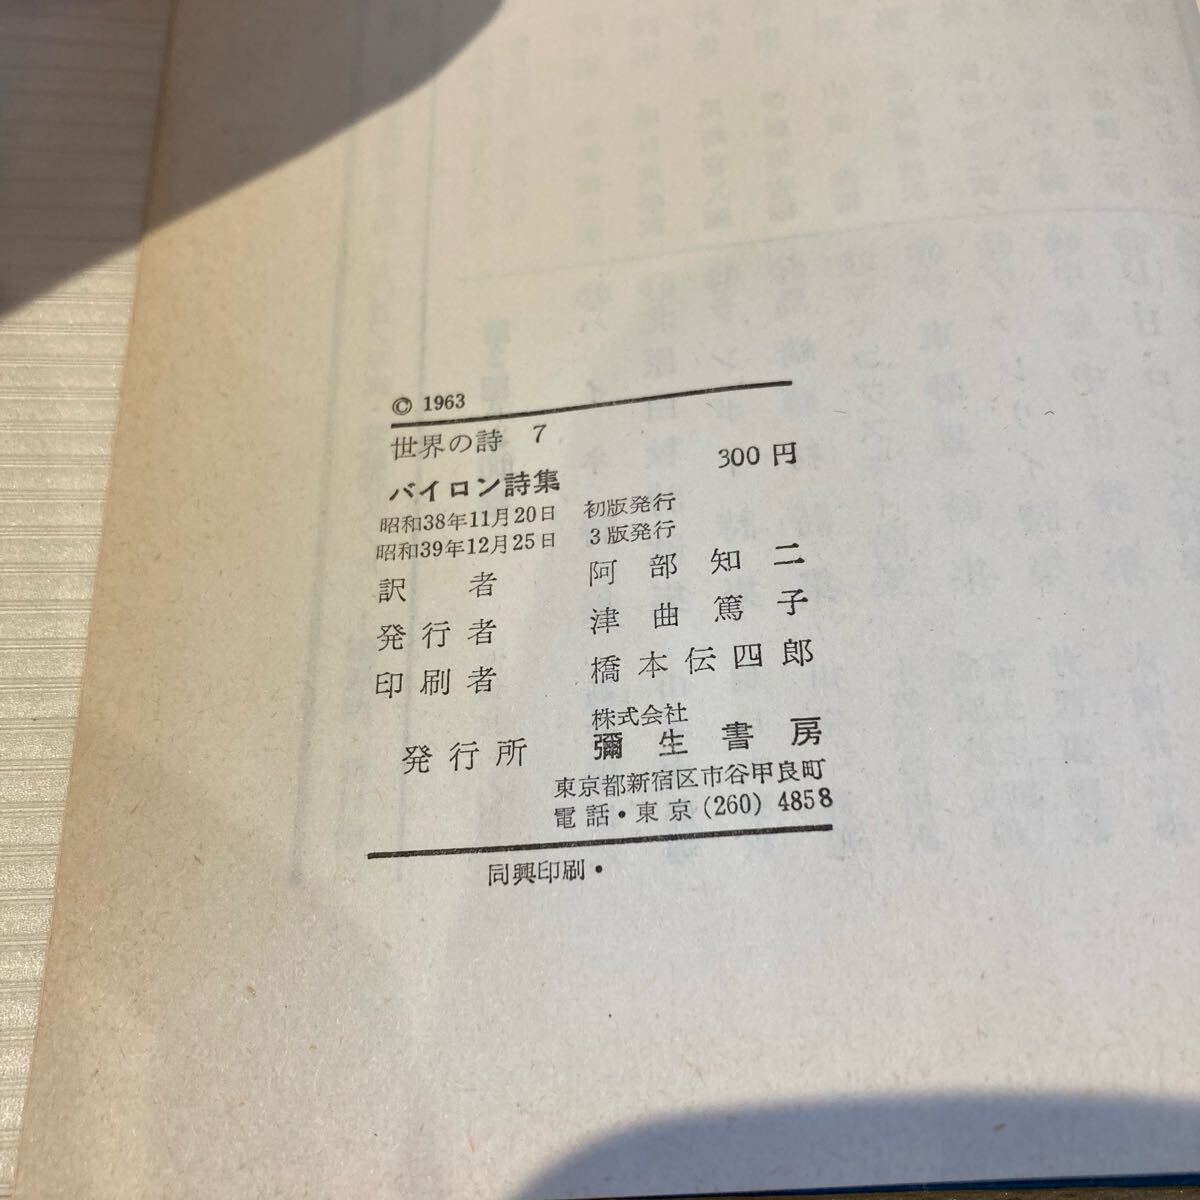 © 1963
世界の詩 7
バイロン詩集 300円
昭和38年11月20日 初版発行
昭和39年12月25日 3版発行
訳者 阿部知二
発行者 津曲篤子
印刷者 橋本伝四郎
株式会社
発行所 彌生書房
東京都新宿区市谷甲良町
電話・東京(260)4858
同興印刷・